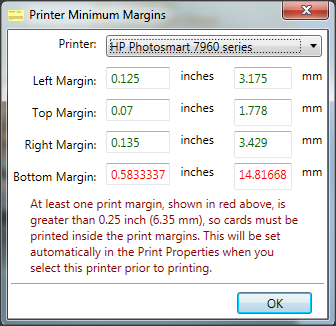 Printer Minimum Margins
Printer: HP Photosmart 7960 series
Left Margin: 0.125 inches 3.175 mm
Top Margin: 0.07 inches 1.778 mm
Right Margin: 0.135 inches 3.429 mm
Bottom Margin: 0.5833337 inches 14.81668 mm
At least one print margin, shown in red above, is
greater than 0.25 inch (6.35 mm), so cards must be
printed inside the print margins. This will be set
automatically in the Print Properties when you
select this printer prior to printing.
OK